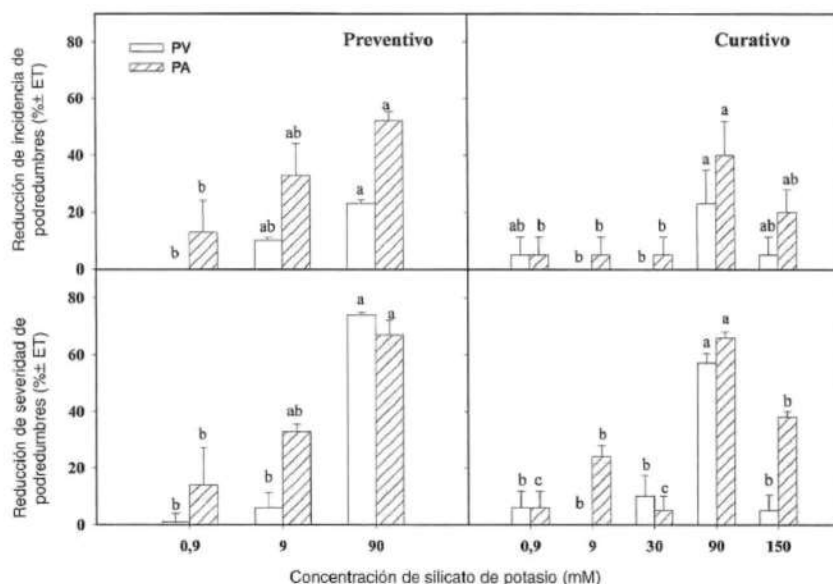 Preventivo
Curativo
PV
PA
Reducción de incidencia de
podredumbres (%± ET)
80
60
40
20
0
b
b
ab
ab
a
a
ab
b
b
b
b
b
a
a
ab
ab
Reducción de severidad de
podredumbres (%± ET)
80
60
40
20
0
b
b
b
ab
a
a
b
c
b
b
b
c
a
a
b
b
0,9
9
90
0,9
9
30
90
150
Concentración de silicato de potasio (mM)